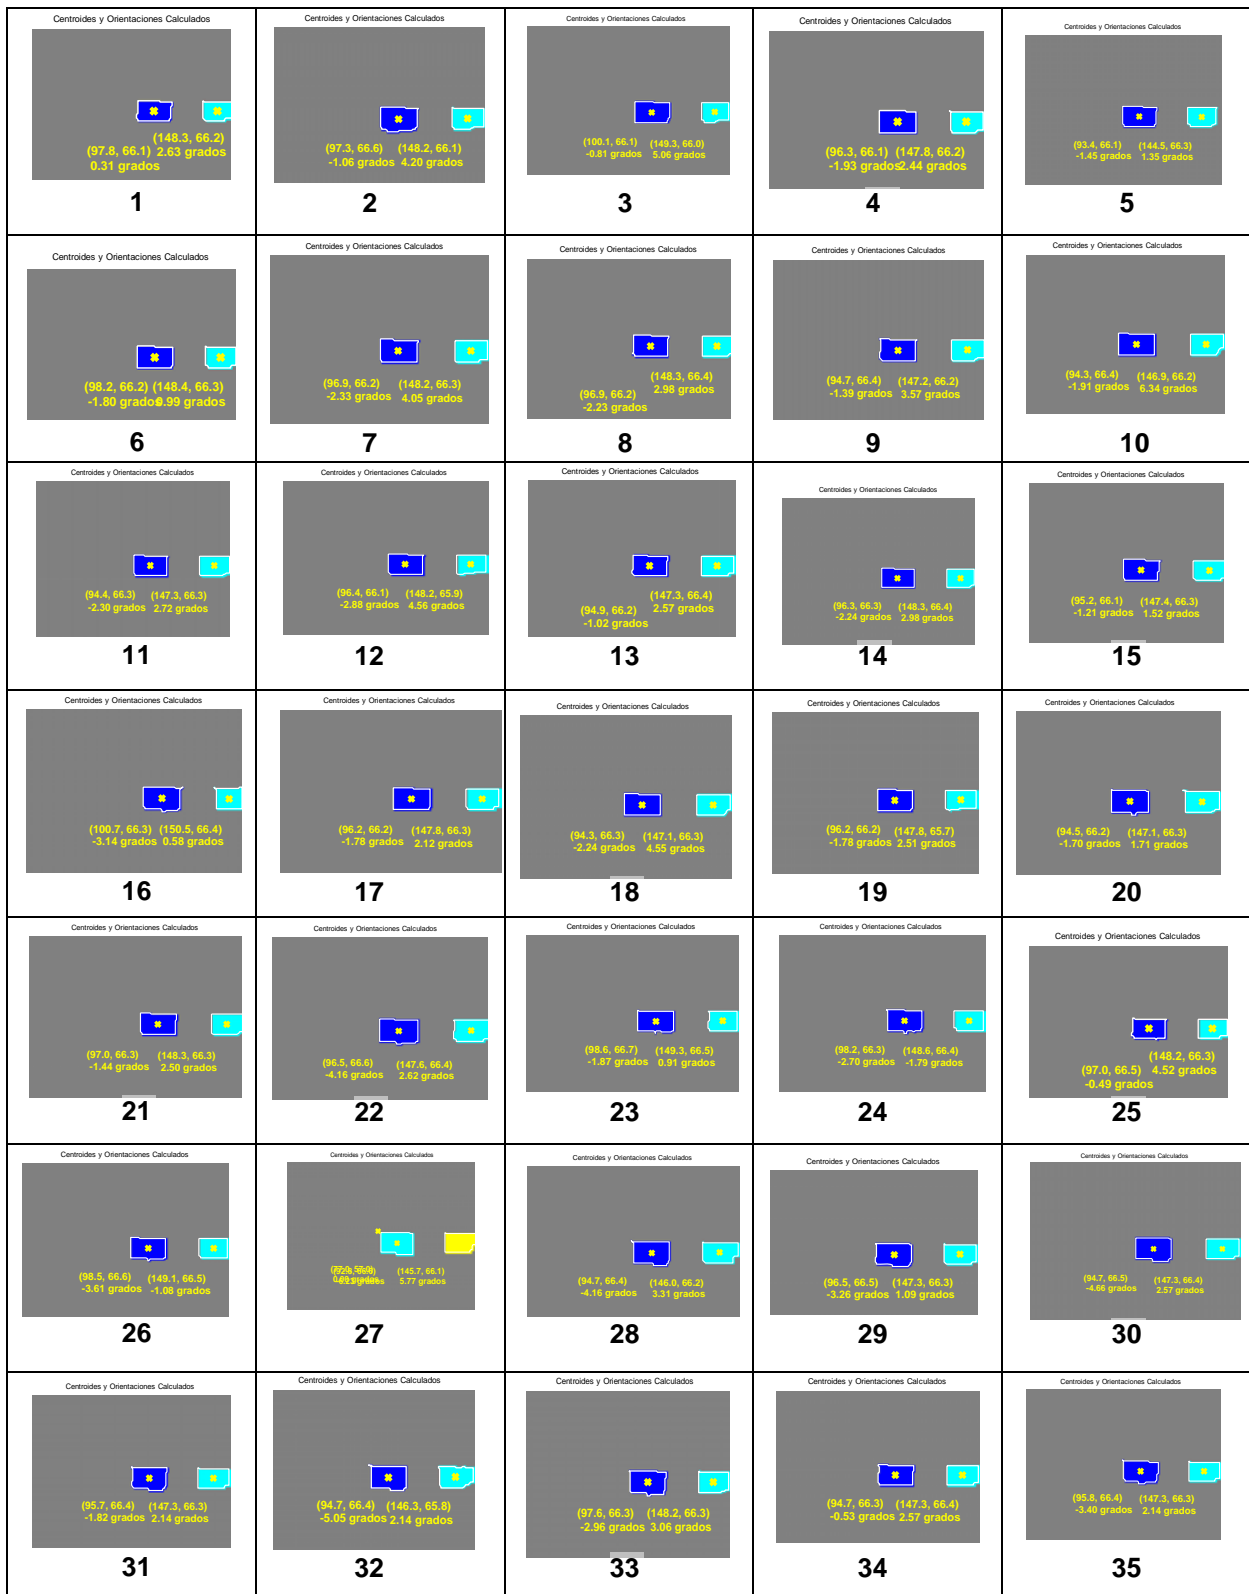 Centroides y Orientaciones Calculados
(148.3, 66.2)
(97.8, 66.1) 2.63 grados
0.31 grados
1
Centroides y Orientaciones Calculados
(97.3, 66.6) (148.2, 66.1)
-1.06 grados 4.20 grados
2
Centroides y Orientaciones Calculados
(100.1, 66.1) (149.3, 66.0)
-0.81 grados 5.06 grados
3
Centroides y Orientaciones Calculados
(96.3, 66.1) (147.8, 66.2)
-1.93 grados 2.44 grados
4
Centroides y Orientaciones Calculados
(93.4, 66.1) (144.5, 66.3)
-1.45 grados 1.35 grados
5
Centroides y Orientaciones Calculados
(98.2, 66.2) (148.4, 66.3)
-1.80 grados 9.99 grados
6
Centroides y Orientaciones Calculados
(96.9, 66.2) (148.2, 66.3)
-2.33 grados 4.05 grados
7
Centroides y Orientaciones Calculados
(148.3, 66.4)
2.98 grados
(96.9, 66.2)
-2.23 grados
8
Centroides y Orientaciones Calculados
(94.7, 66.4) (147.2, 66.2)
-1.39 grados 3.57 grados
9
Centroides y Orientaciones Calculados
(94.3, 66.4) (146.9, 66.2)
-1.91 grados 6.34 grados
10
Centroides y Orientaciones Calculados
(94.4, 66.3) (147.3, 66.3)
-2.30 grados 2.72 grados
11
Centroides y Orientaciones Calculados
(96.4, 66.1) (148.2, 65.9)
-2.88 grados 4.56 grados
12
Centroides y Orientaciones Calculados
(147.3, 66.4)
2.57 grados
(94.9, 66.2)
-1.02 grados
13
Centroides y Orientaciones Calculados
(96.3, 66.3) (148.3, 66.4)
-2.24 grados 2.98 grados
14
Centroides y Orientaciones Calculados
(95.2, 66.1) (147.4, 66.3)
-1.21 grados 1.52 grados
15
Centroides y Orientaciones Calculados
(100.7, 66.3) (150.5, 66.4)
-3.14 grados 0.58 grados
16
Centroides y Orientaciones Calculados
(96.2, 66.2) (147.8, 66.3)
-1.78 grados 2.12 grados
17
Centroides y Orientaciones Calculados
(94.3, 66.3) (147.1, 66.3)
-2.24 grados 4.55 grados
18
Centroides y Orientaciones Calculados
(96.2, 66.2) (147.8, 65.7)
-1.78 grados 2.51 grados
19
Centroides y Orientaciones Calculados
(94.5, 66.2) (147.1, 66.3)
-1.70 grados 1.71 grados
20
Centroides y Orientaciones Calculados
(97.0, 66.3) (148.3, 66.3)
-1.44 grados 2.50 grados
21
Centroides y Orientaciones Calculados
(96.5, 66.6) (147.6, 66.4)
-4.16 grados 2.62 grados
22
Centroides y Orientaciones Calculados
(98.6, 66.7) (149.3, 66.5)
-1.87 grados 0.91 grados
23
Centroides y Orientaciones Calculados
(98.2, 66.3) (148.6, 66.4)
-2.70 grados -1.79 grados
24
Centroides y Orientaciones Calculados
(148.2, 66.3)
(97.0, 66.5) 4.52 grados
-0.49 grados
25
Centroides y Orientaciones Calculados
(98.5, 66.6) (149.1, 66.5)
-3.61 grados -1.08 grados
26
Centroides y Orientaciones Calculados
(145.7, 66.1)
5.77 grados
27
Centroides y Orientaciones Calculados
(94.7, 66.4) (146.0, 66.2)
-4.16 grados 3.31 grados
28
Centroides y Orientaciones Calculados
(96.5, 66.5) (147.3, 66.3)
-3.26 grados 1.09 grados
29
Centroides y Orientaciones Calculados
(94.7, 66.5) (147.3, 66.4)
-4.66 grados 2.57 grados
30
Centroides y Orientaciones Calculados
(95.7, 66.4) (147.3, 66.3)
-1.82 grados 2.14 grados
31
Centroides y Orientaciones Calculados
(94.7, 66.4) (146.3, 65.8)
-5.05 grados 2.14 grados
32
Centroides y Orientaciones Calculados
(97.6, 66.3) (148.2, 66.3)
-2.96 grados 3.06 grados
33
Centroides y Orientaciones Calculados
(94.7, 66.3) (147.3, 66.4)
-0.53 grados 2.57 grados
34
Centroides y Orientaciones Calculados
(95.8, 66.4) (147.3, 66.3)
-3.40 grados 2.14 grados
35